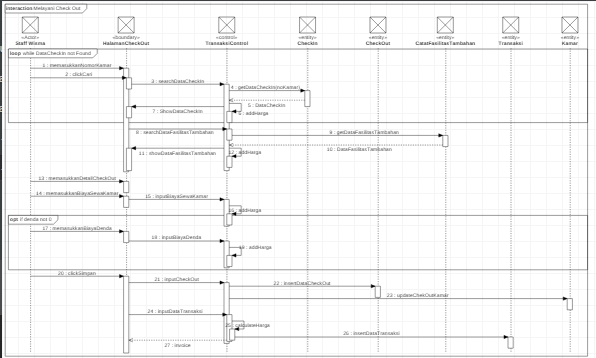 interaction Melayani Check Out
«Actor» «boundary» «control» «entity» «entity» «entity» «entity» «entity»
Staff Wisma HalamanCheckOut TransaksiControl CheckIn CheckOut CatatFasilitasTambahan Transaksi Kamar
loop while DataCheckIn not Found
1 : memasukkanNomorKamar
2 : clickCari
3 : searchDataCheckIn
4 : getDataCheckIn(noKamar)
5 : DataCheckIn
6 : addHarga
7 : ShowDataCheckIn
8 : searchDataFasilitasTambahan
9 : getDataFasilitasTambahan
10 : DataFasilitasTambahan
11 : showDataFasilitasTambahan
12 : addHarga
13 : memasukkanDetailCheckOut
14 : memasukkanBiayaSewaKamar
15 : inputBiayaSewaKamar
16 : addHarga
opt if denda not 0
17 : memasukkanBiayaDenda
18 : inputBiayaDenda
19 : addHarga
20 : clickSimpan
21 : inputCheckOut
22 : insertDataCheckOut
23 : updateChekOutKamar
24 : inputDataTransaksi
25 : calculateHarga
26 : insertDataTransaksi
27 : invoice